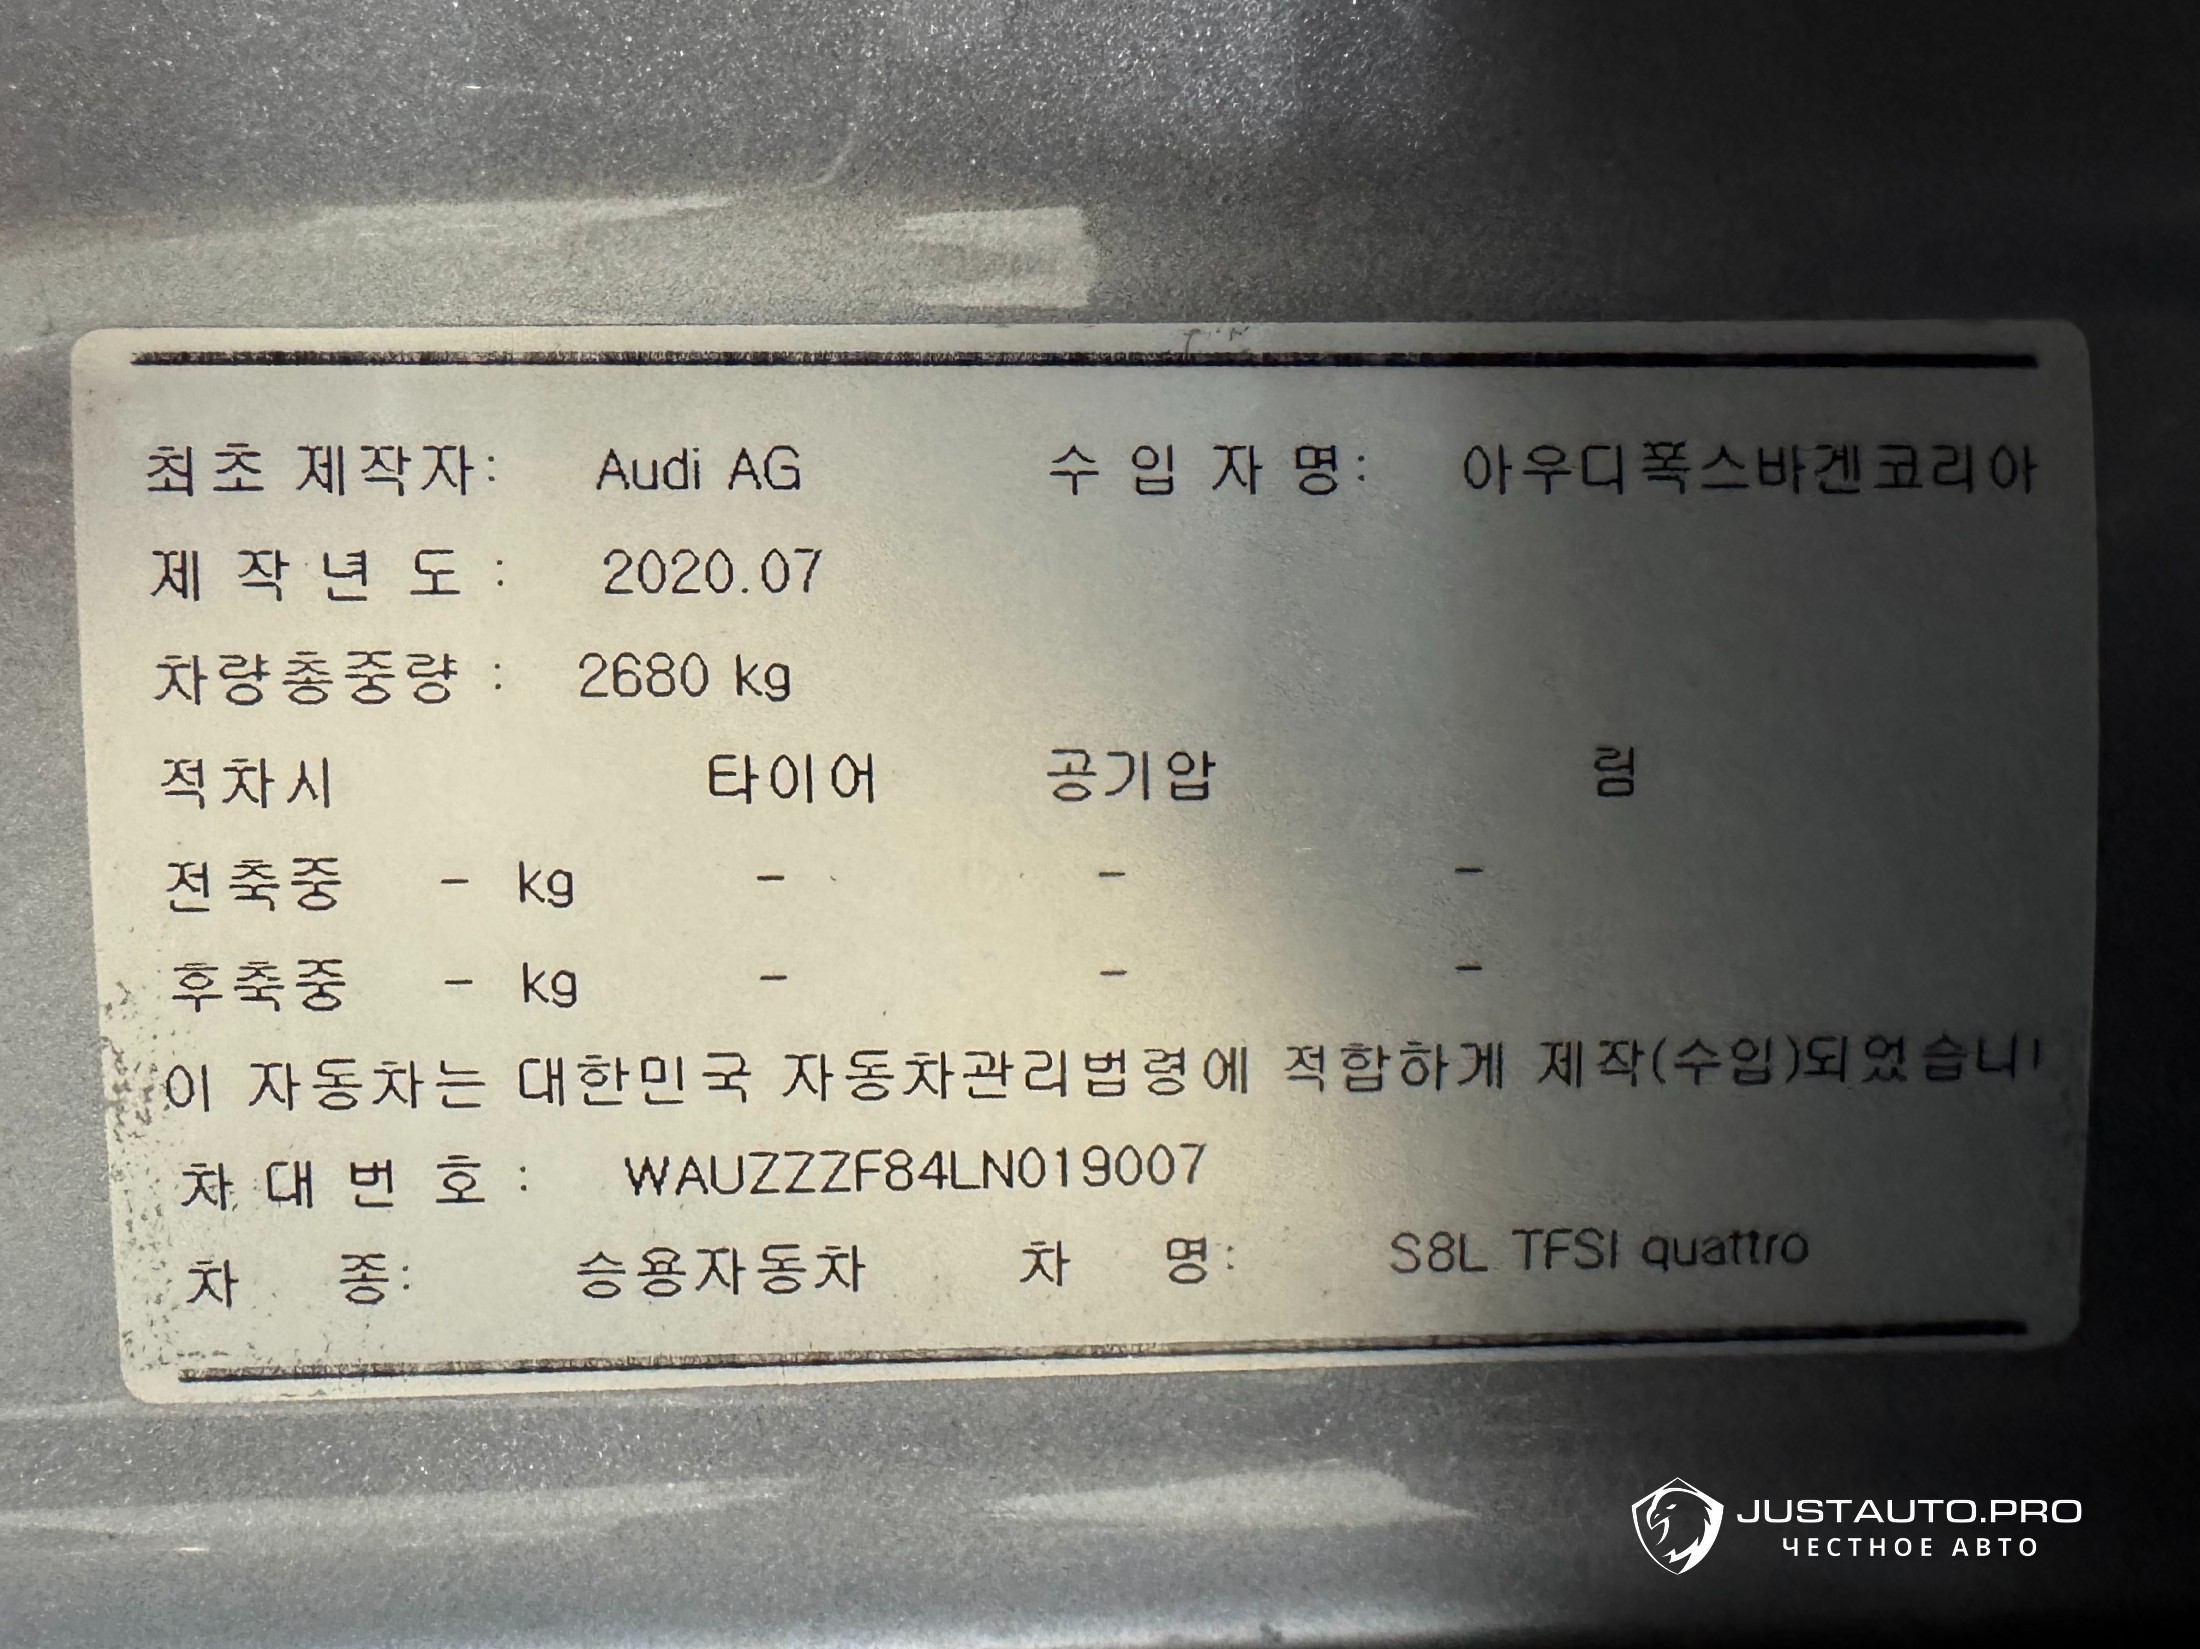 최초 제작자: Audi AG 수 입 자 명: 아우디폭스바겐코리아
제 작 년 도 : 2020.07
차량총중량 : 2680 kg
적차시 타이어 공기압 림
전축중 - kg - - -
후축중 - kg - - -
이 자동차는 대한민국 자동차관리법령에 적합하게 제작(수입)되었습니
차 대 번 호 : WAUZZZF84LN019007
차 종: 승용자동차 차 명: S8L TFSI quattro
JUSTAUTO.PRO
ЧЕСТНОЕ АВТО